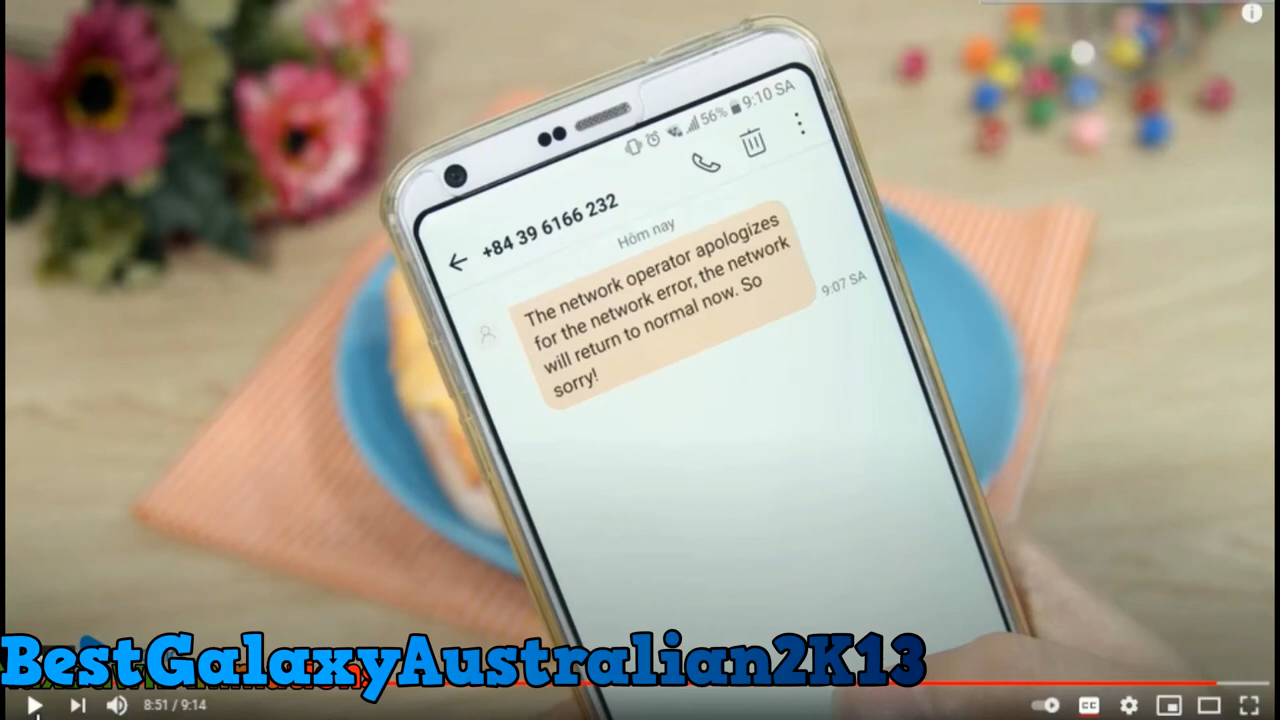 56% 9:10 SA
+84 39 6166 232
Hôm nay
The network operator apologizes
for the network error, the network
will return to normal now. So
sorry!
9:07 SA
BestGalaxyAustralian2K13
8:51 / 9:14
CC